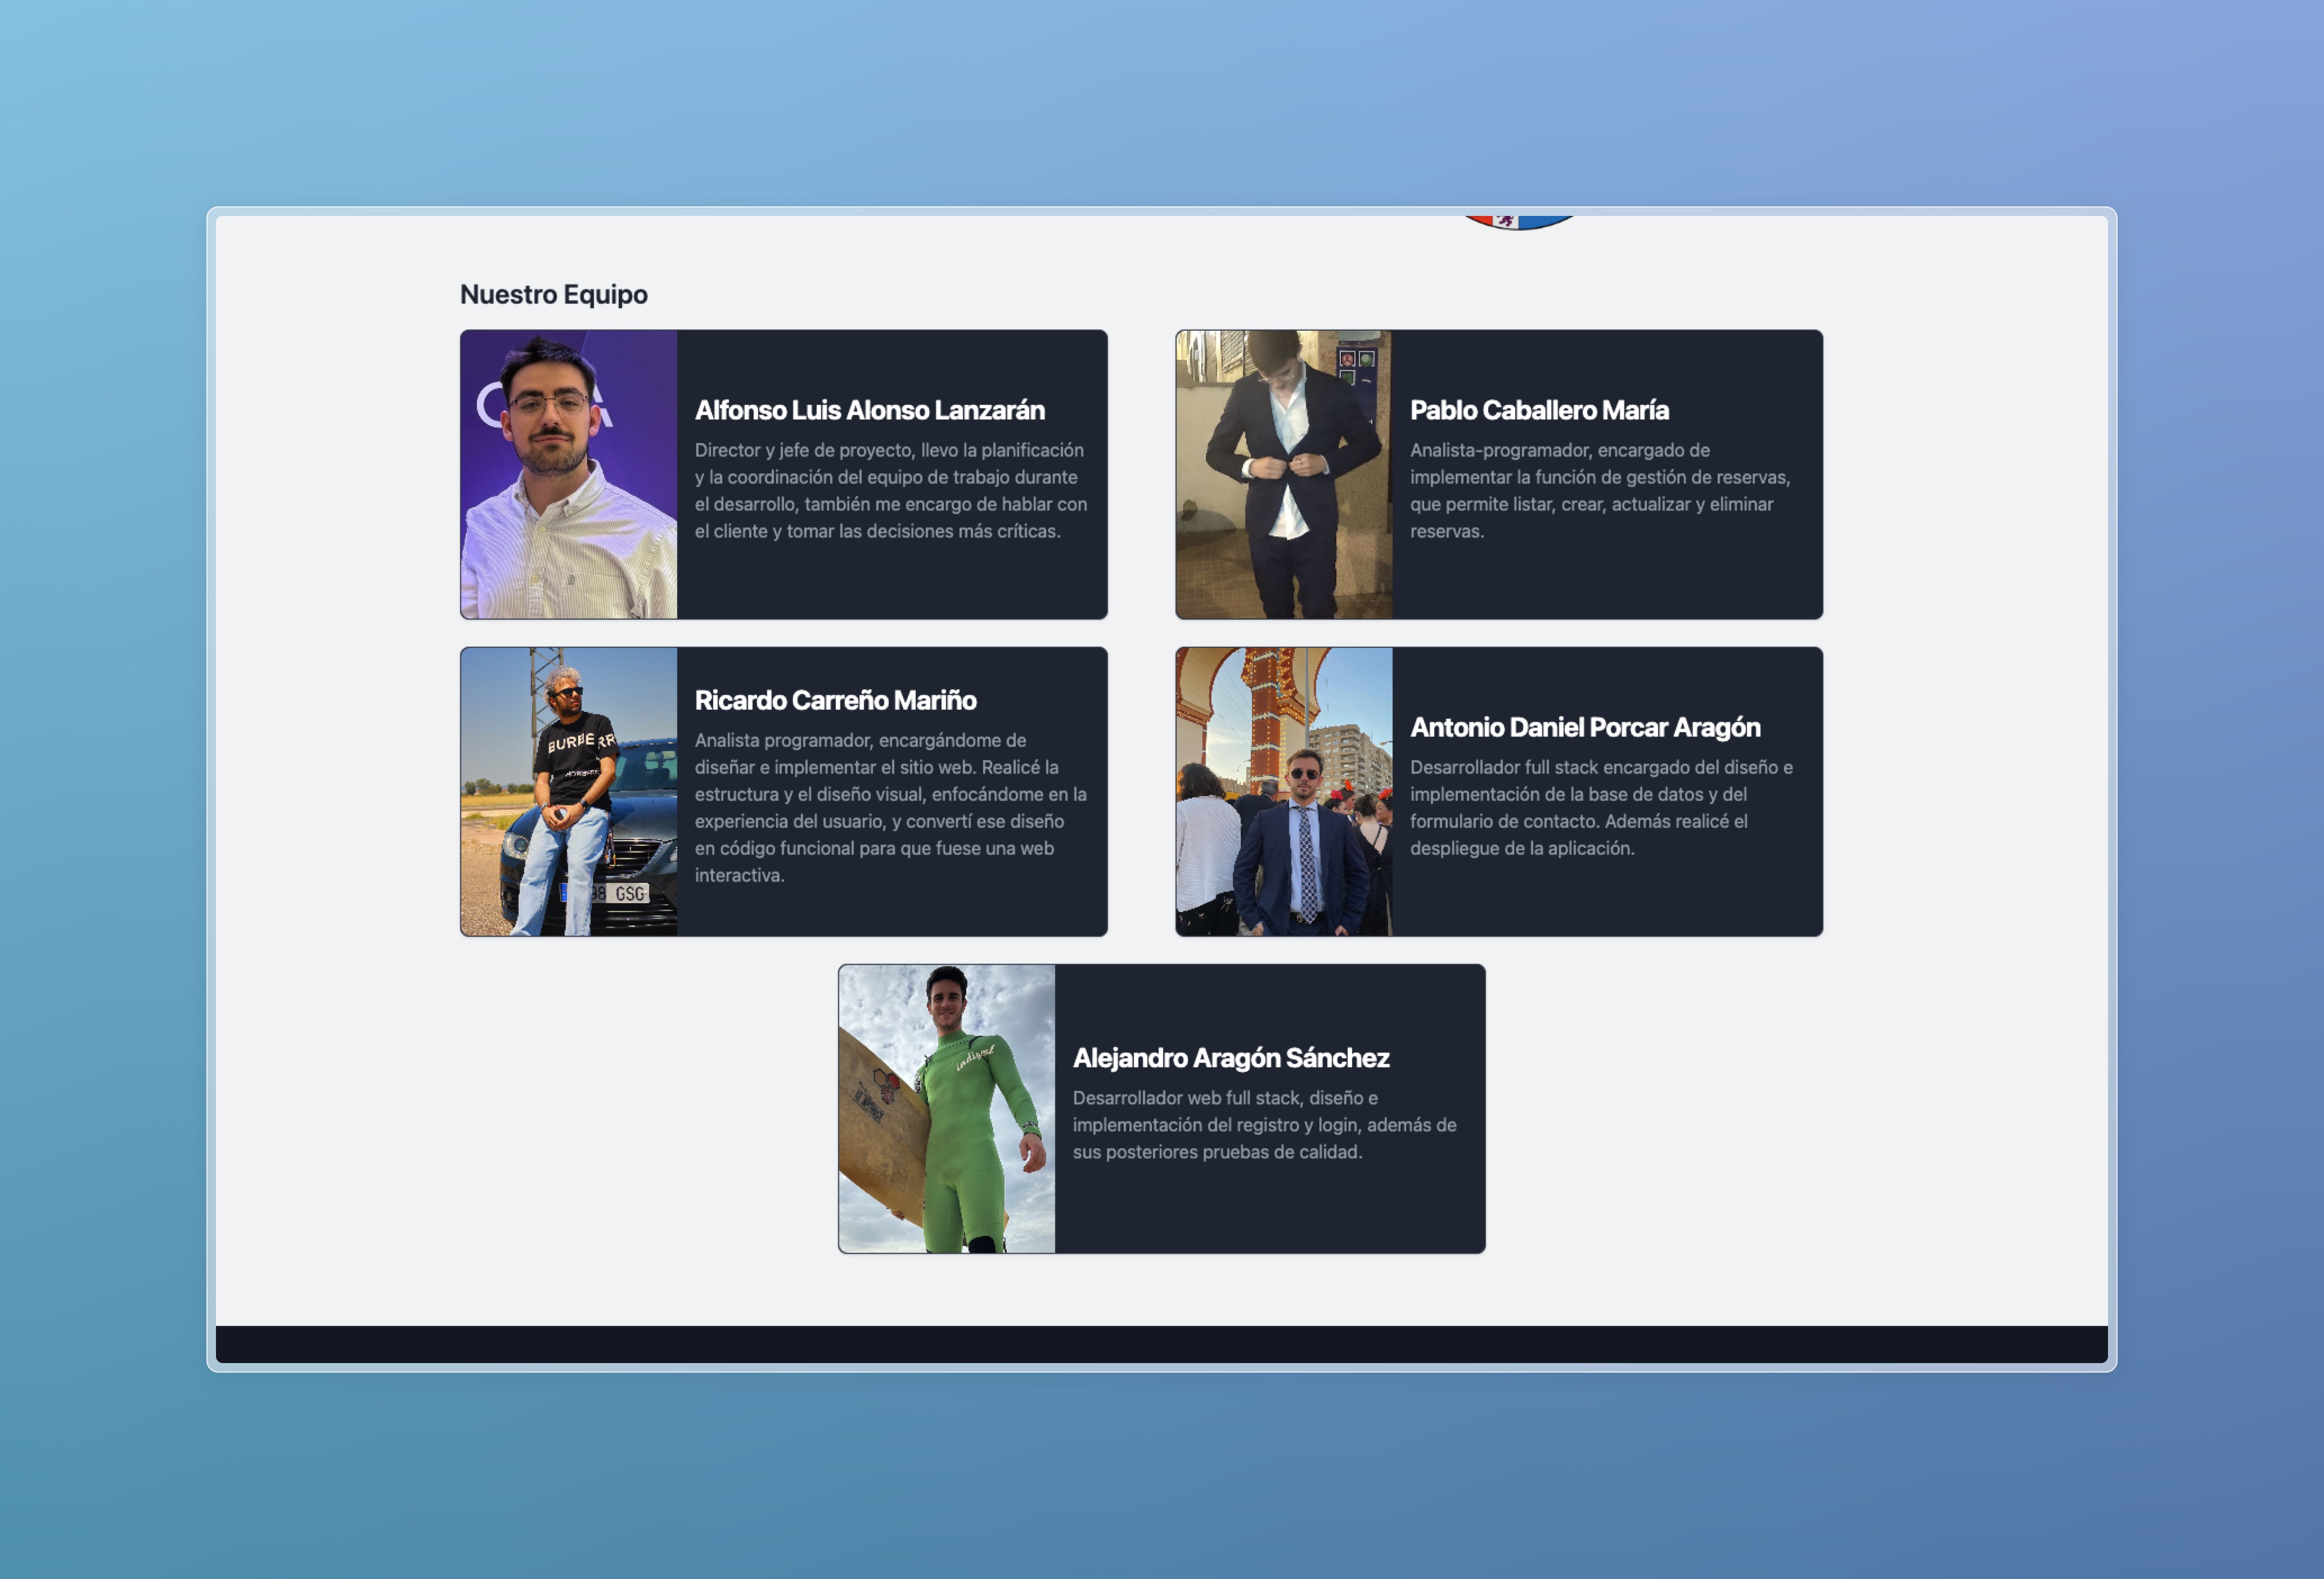 Nuestro Equipo
Alfonso Luis Alonso Lanzarán
Director y jefe de proyecto, llevo la planificación
y la coordinación del equipo de trabajo durante
el desarrollo, también me encargo de hablar con
el cliente y tomar las decisiones más críticas.
Pablo Caballero María
Analista-programador, encargado de
implementar la función de gestión de reservas,
que permite listar, crear, actualizar y eliminar
reservas.
BURBERR
GSG
Ricardo Carreño Mariño
Analista programador, encargándome de
diseñar e implementar el sitio web. Realicé la
estructura y el diseño visual, enfocándome en la
experiencia del usuario, y convertí ese diseño
en código funcional para que fuese una web
interactiva.
Antonio Daniel Porcar Aragón
Desarrollador full stack encargado del diseño e
implementación de la base de datos y del
formulario de contacto. Además realicé el
despliegue de la aplicación.
Alejandro Aragón Sánchez
Desarrollador web full stack, diseño e
implementación del registro y login, además de
sus posteriores pruebas de calidad.